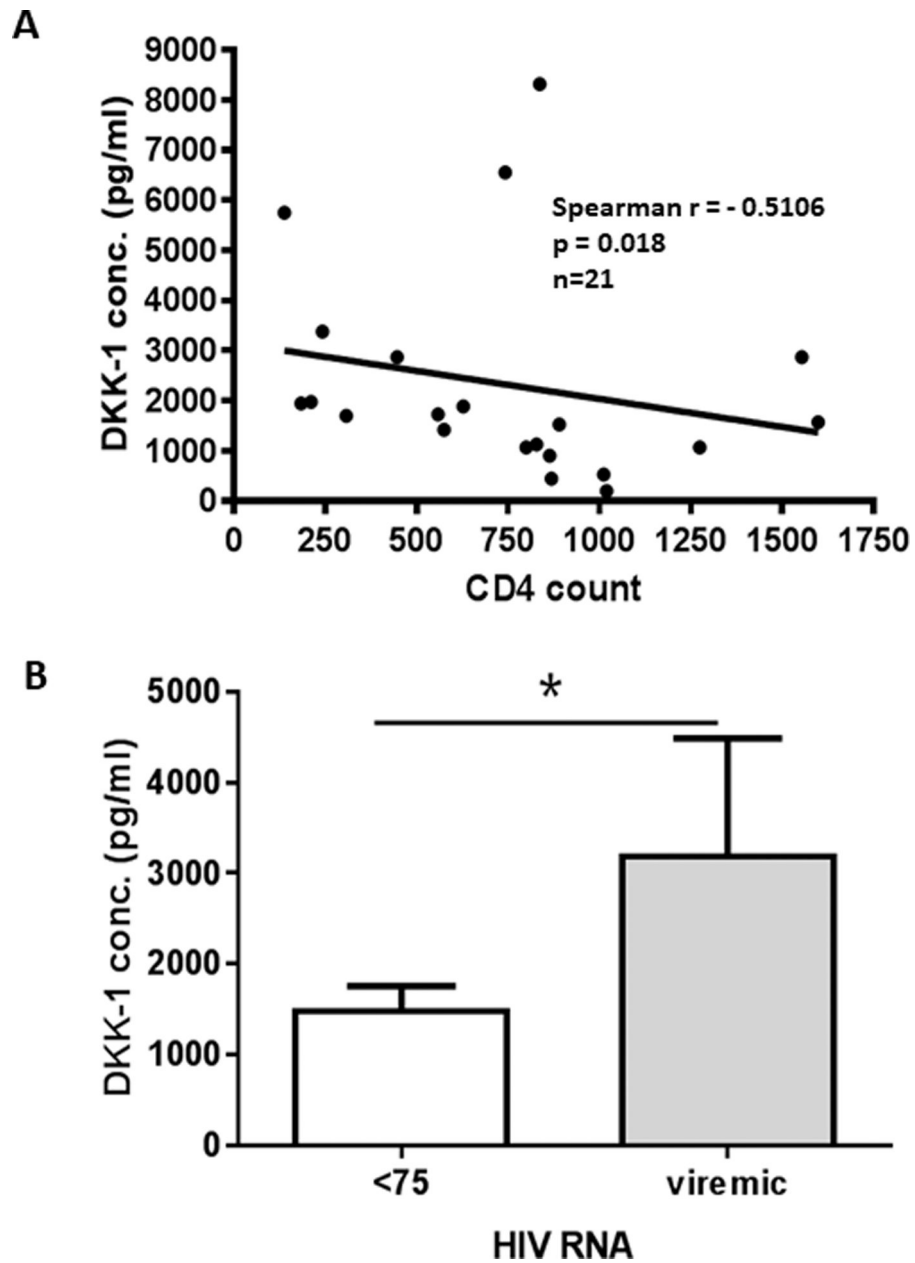 A
9000
8000
7000
6000
5000
4000
3000
2000
1000
0
DKK-1 conc. (pg/ml)
Spearman r = - 0.5106
p = 0.018
n=21
0 250 500 750 1000 1250 1500 1750
CD4 count
B
5000
4000
3000
2000
1000
0
DKK-1 conc. (pg/ml)
*
<75 viremic
HIV RNA